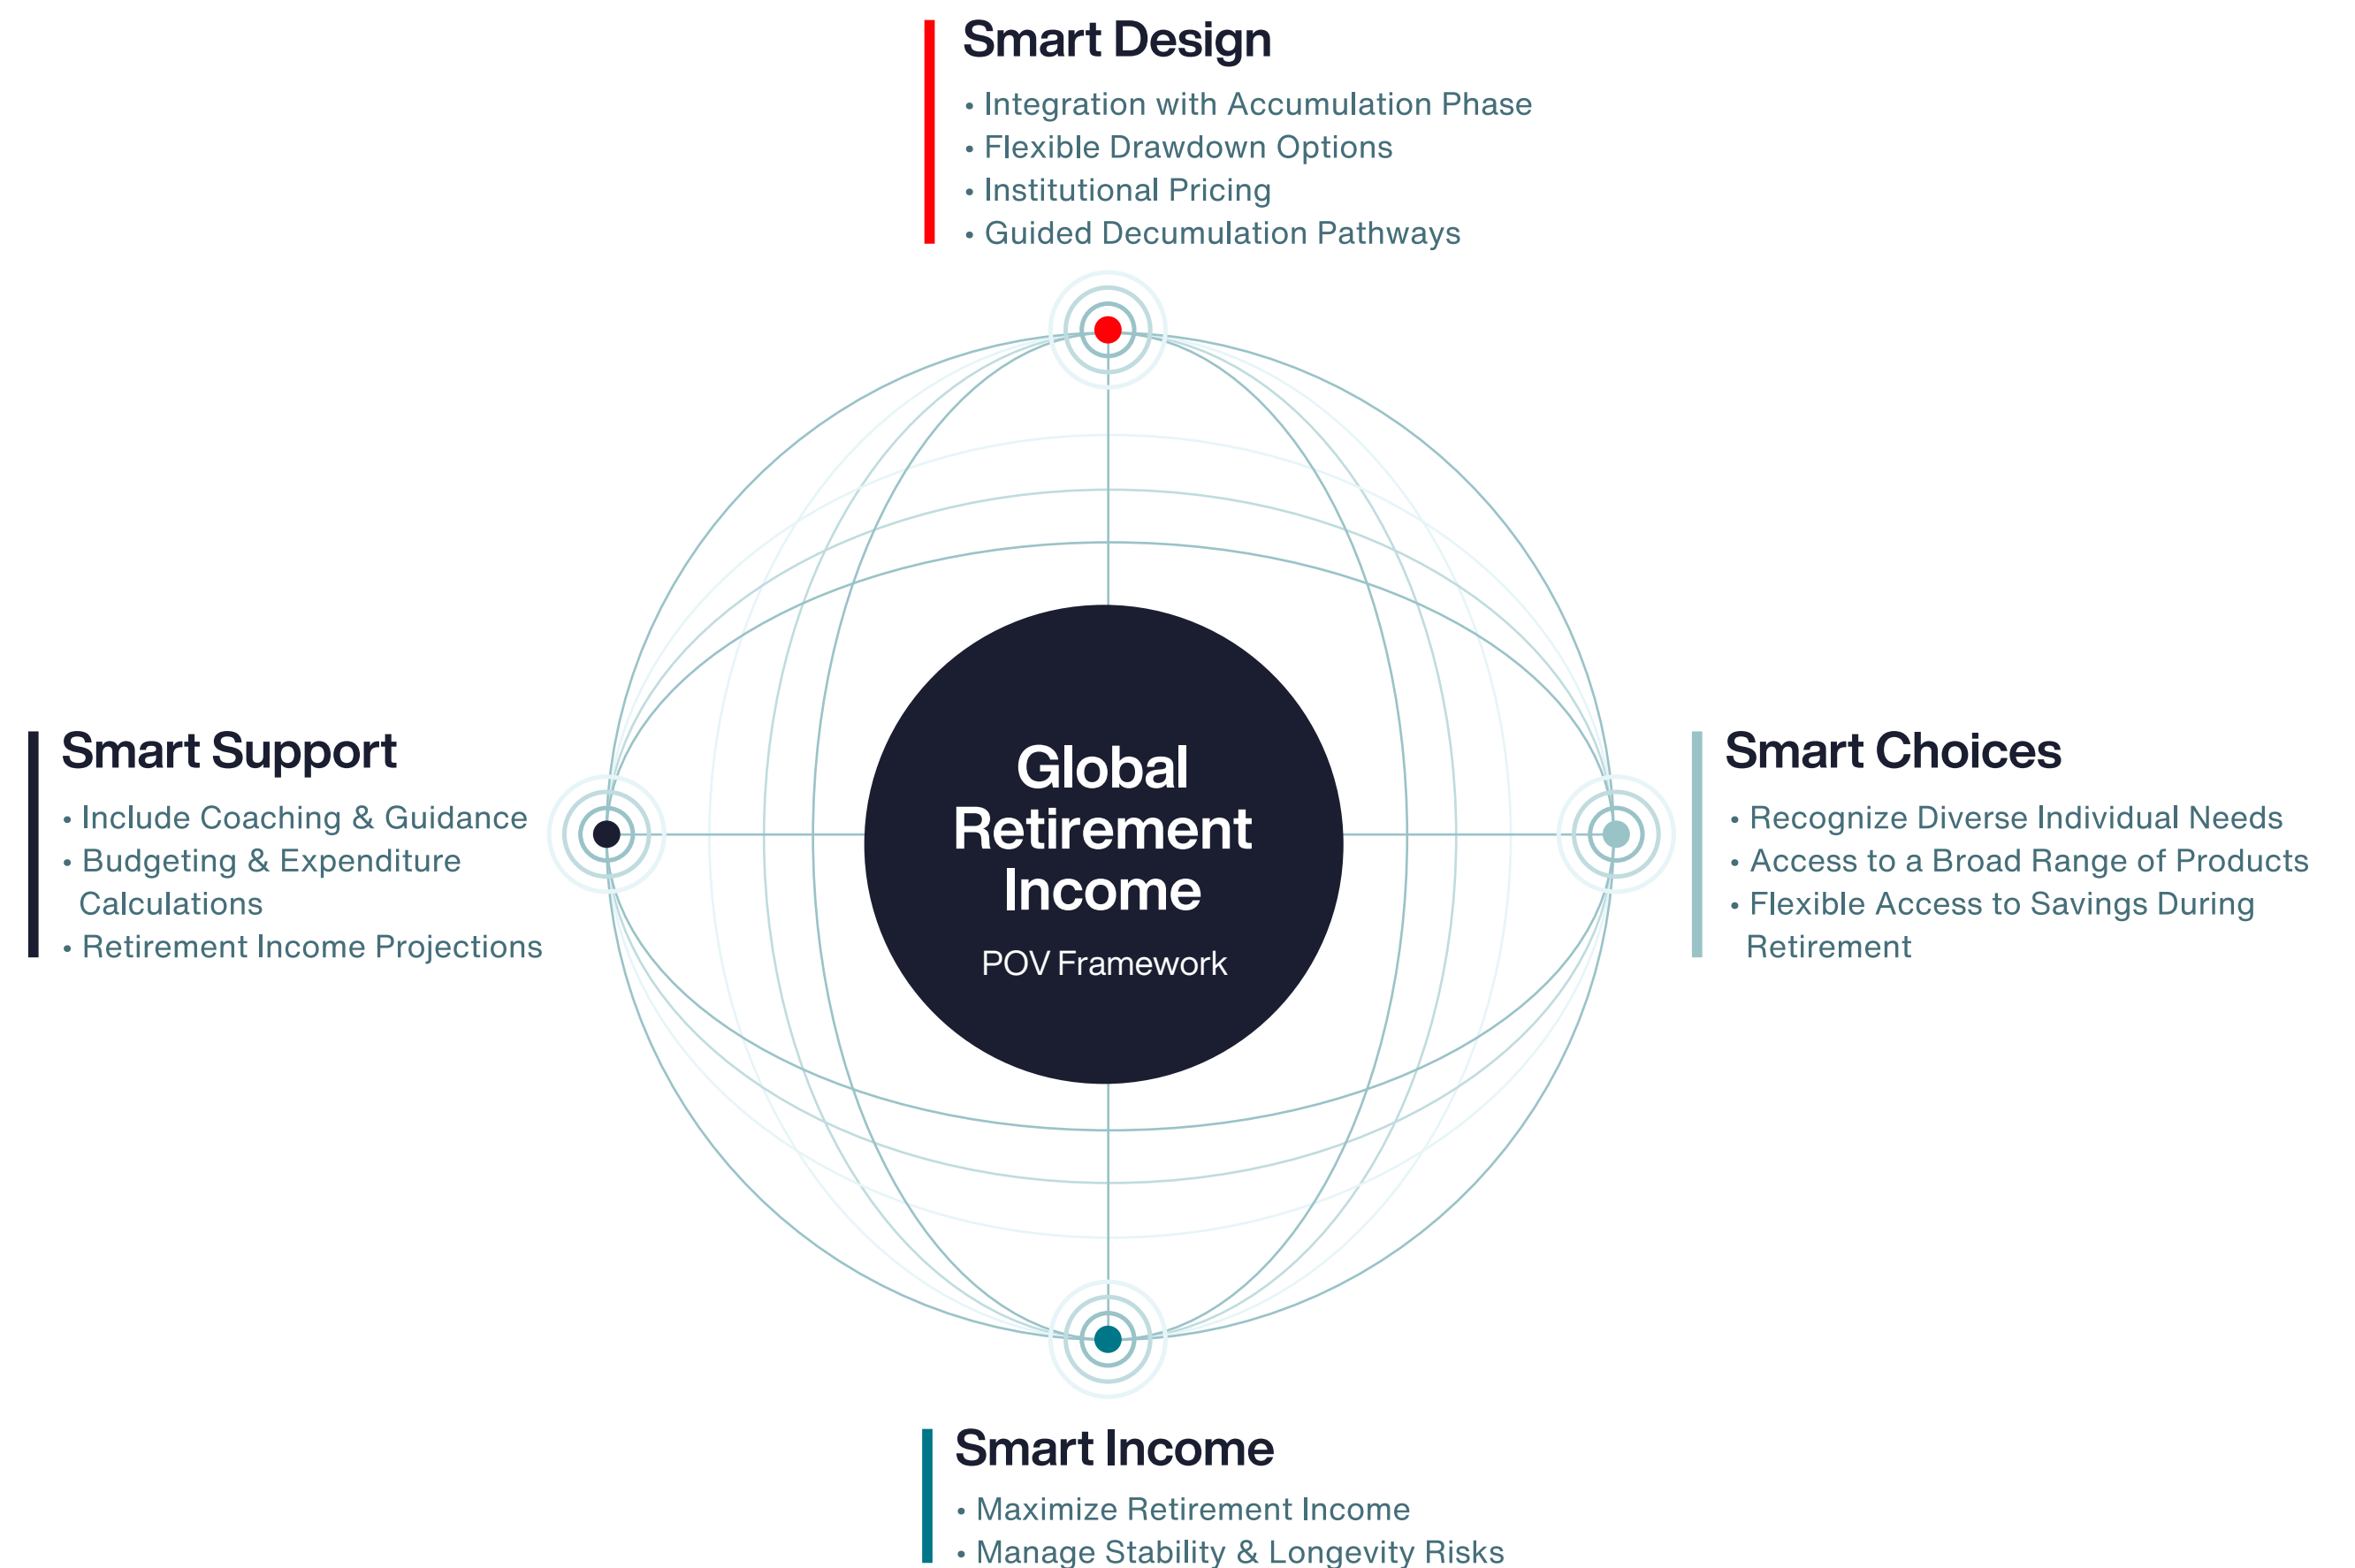 Smart Design
• Integration with Accumulation Phase
• Flexible Drawdown Options
• Institutional Pricing
• Guided Decumulation Pathways
Smart Support
• Include Coaching & Guidance
• Budgeting & Expenditure
Calculations
• Retirement Income Projections
Global
Retirement
Income
POV Framework
Smart Choices
• Recognize Diverse Individual Needs
• Access to a Broad Range of Products
• Flexible Access to Savings During
Retirement
Smart Income
• Maximize Retirement Income
• Manage Stability & Longevity Risks